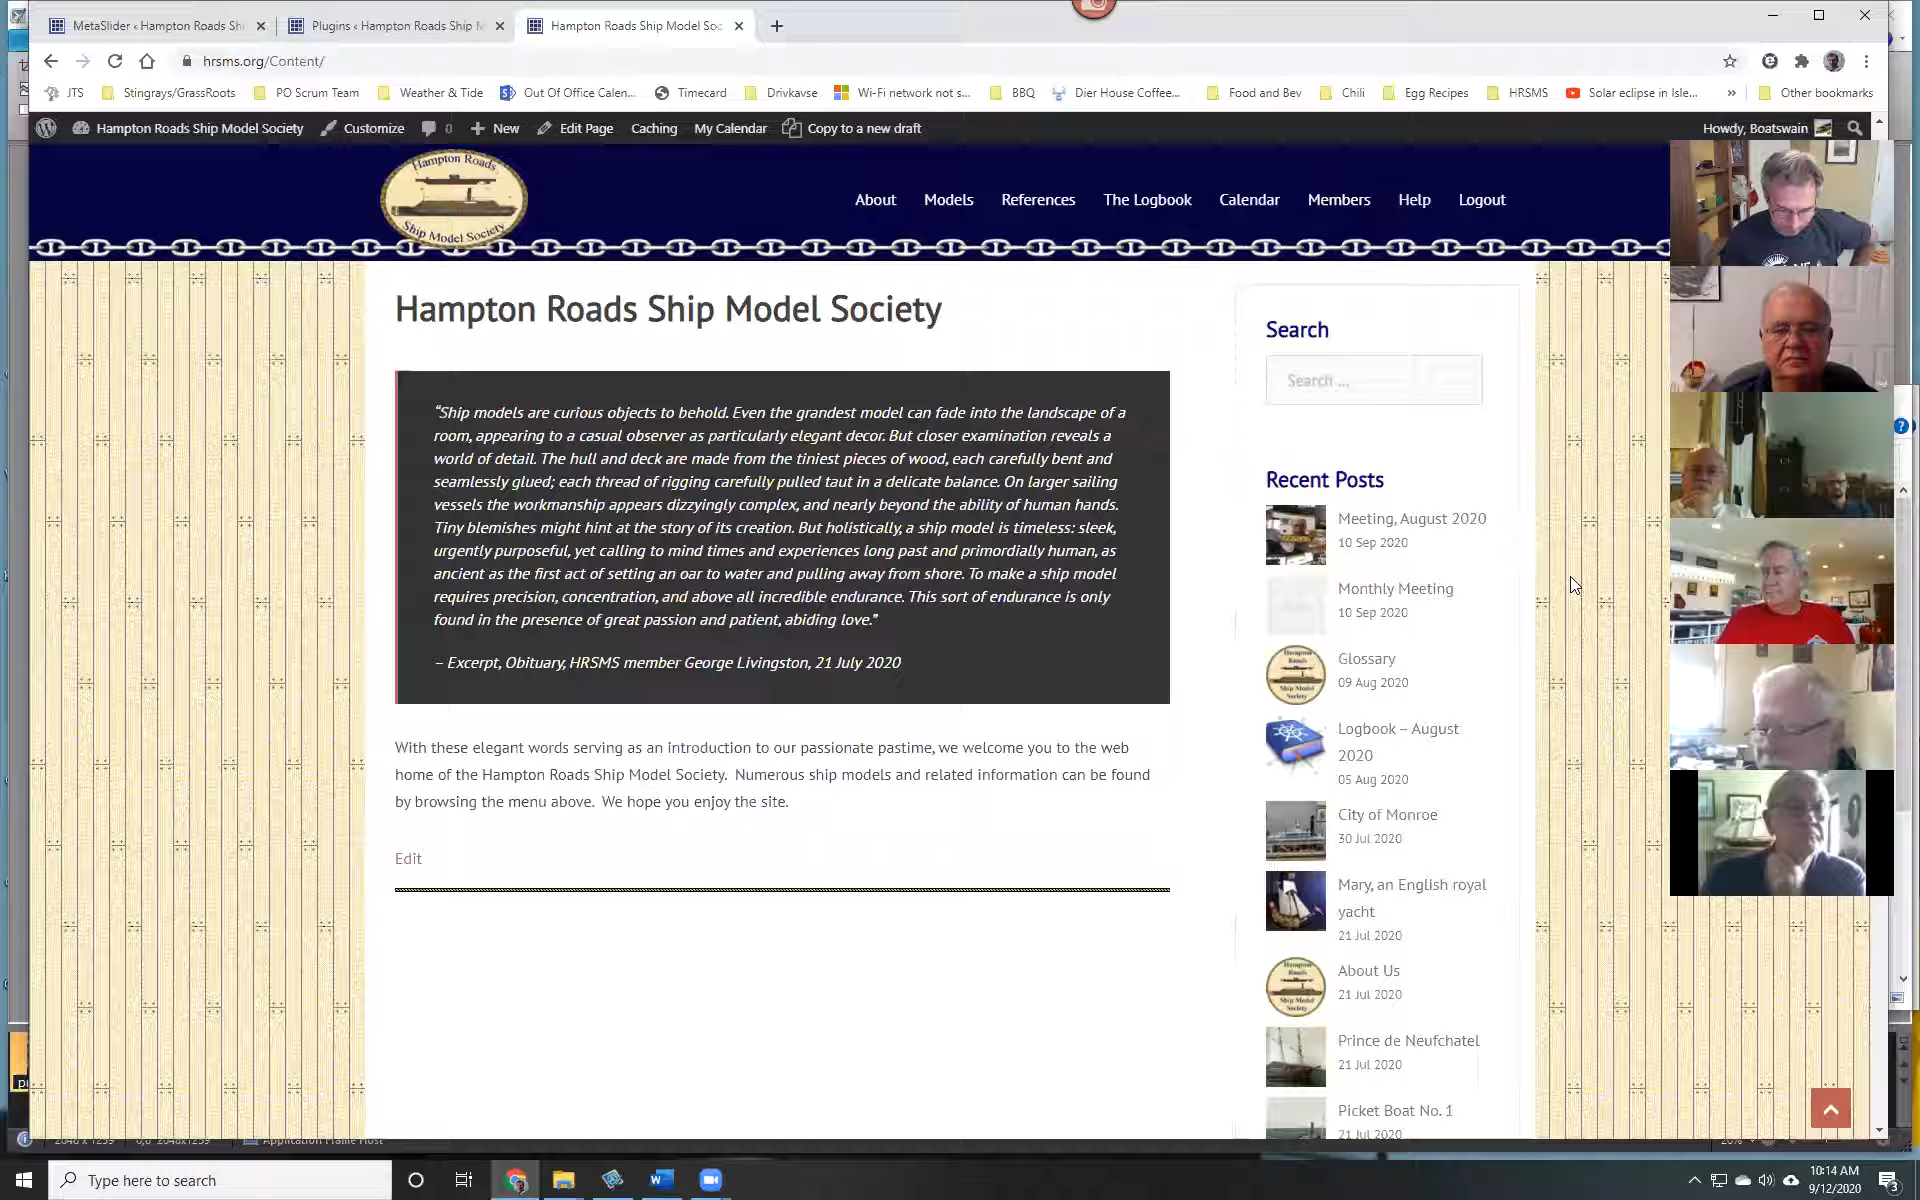 MetaSlider ‹ Hampton Roads Sh
Plugins ‹ Hampton Roads Ship M
Hampton Roads Ship Model Soc
hrsms.org/Content/
JTS
Stingrays/GrassRoots
PO Scrum Team
Weather & Tide
Out Of Office Calen...
Timecard
Drivkavse
Wi-Fi network not s...
BBQ
Dier House Coffee...
Food and Bev
Chili
Egg Recipes
HRSMS
Solar eclipse in Isle...
»
Other bookmarks
Hampton Roads Ship Model Society
Customize
0
New
Edit Page
Caching
My Calendar
Copy to a new draft
Howdy, Boatswain
Hampton Roads
Ship Model Society
About
Models
References
The Logbook
Calendar
Members
Help
Logout
Hampton Roads Ship Model Society
“Ship models are curious objects to behold. Even the grandest model can fade into the landscape of a
room, appearing to a casual observer as particularly elegant decor. But closer examination reveals a
world of detail. The hull and deck are made from the tiniest pieces of wood, each carefully bent and
seamlessly glued; each thread of rigging carefully pulled taut in a delicate balance. On larger sailing
vessels the workmanship appears dizzyingly complex, and nearly beyond the ability of human hands.
Tiny blemishes might hint at the story of its creation. But holistically, a ship model is timeless: sleek,
urgently purposeful, yet calling to mind times and experiences long past and primordially human, as
ancient as the first act of setting an oar to water and pulling away from shore. To make a ship model
requires precision, concentration, and above all incredible endurance. This sort of endurance is only
found in the presence of great passion and patient, abiding love.”
– Excerpt, Obituary, HRSMS member George Livingston, 21 July 2020
With these elegant words serving as an introduction to our passionate pastime, we welcome you to the web
home of the Hampton Roads Ship Model Society. Numerous ship models and related information can be found
by browsing the menu above. We hope you enjoy the site.
Edit
Search
Search ...
Recent Posts
Meeting, August 2020
10 Sep 2020
Monthly Meeting
10 Sep 2020
Glossary
09 Aug 2020
Logbook – August
2020
05 Aug 2020
City of Monroe
30 Jul 2020
Mary, an English royal
yacht
21 Jul 2020
About Us
21 Jul 2020
Prince de Neufchatel
21 Jul 2020
Picket Boat No. 1
21 Jul 2020
Application Frame Host
Type here to search
10:14 AM
9/12/2020
3